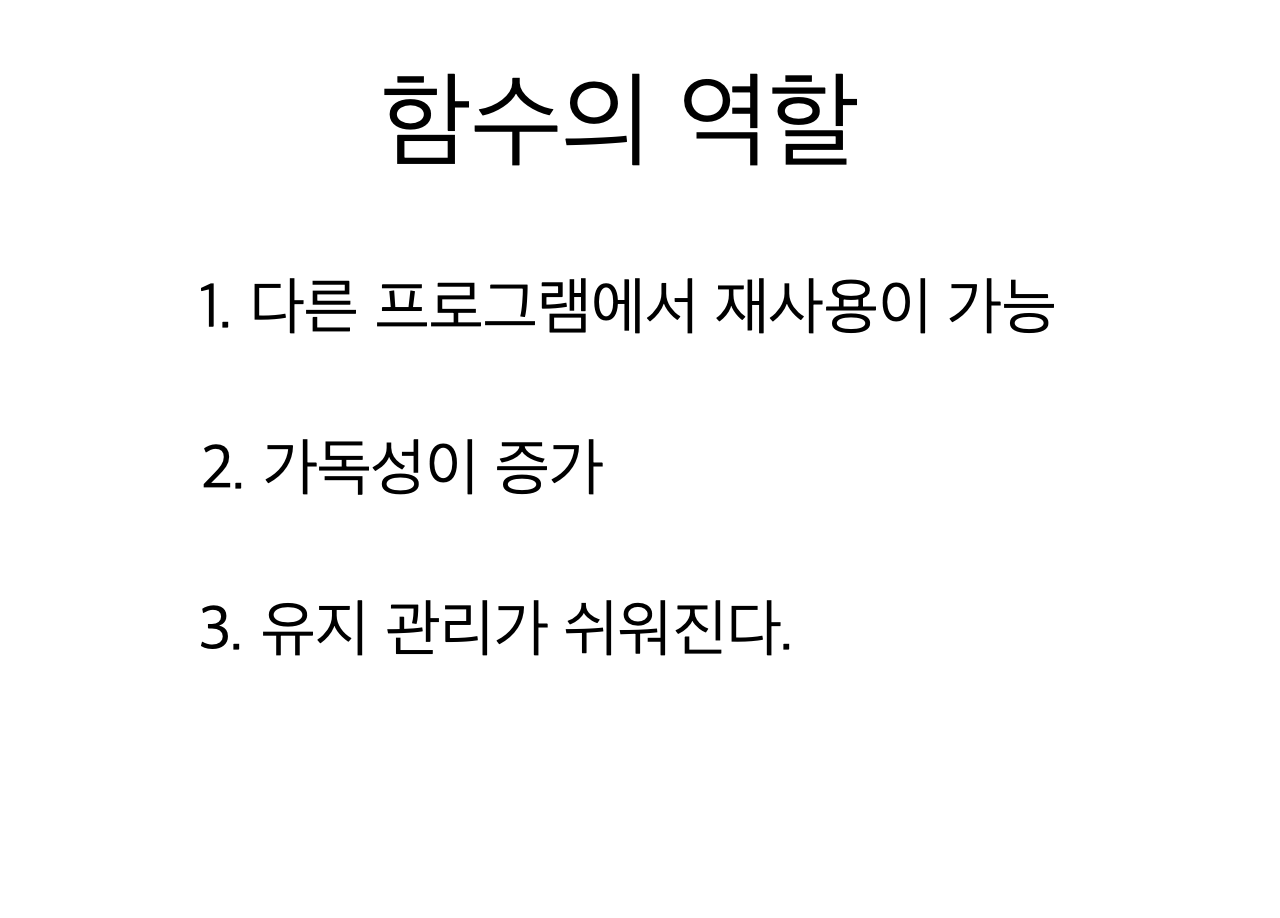 함수의 역할
1. 다른 프로그램에서 재사용이 가능
2. 가독성이 증가
3. 유지 관리가 쉬워진다.